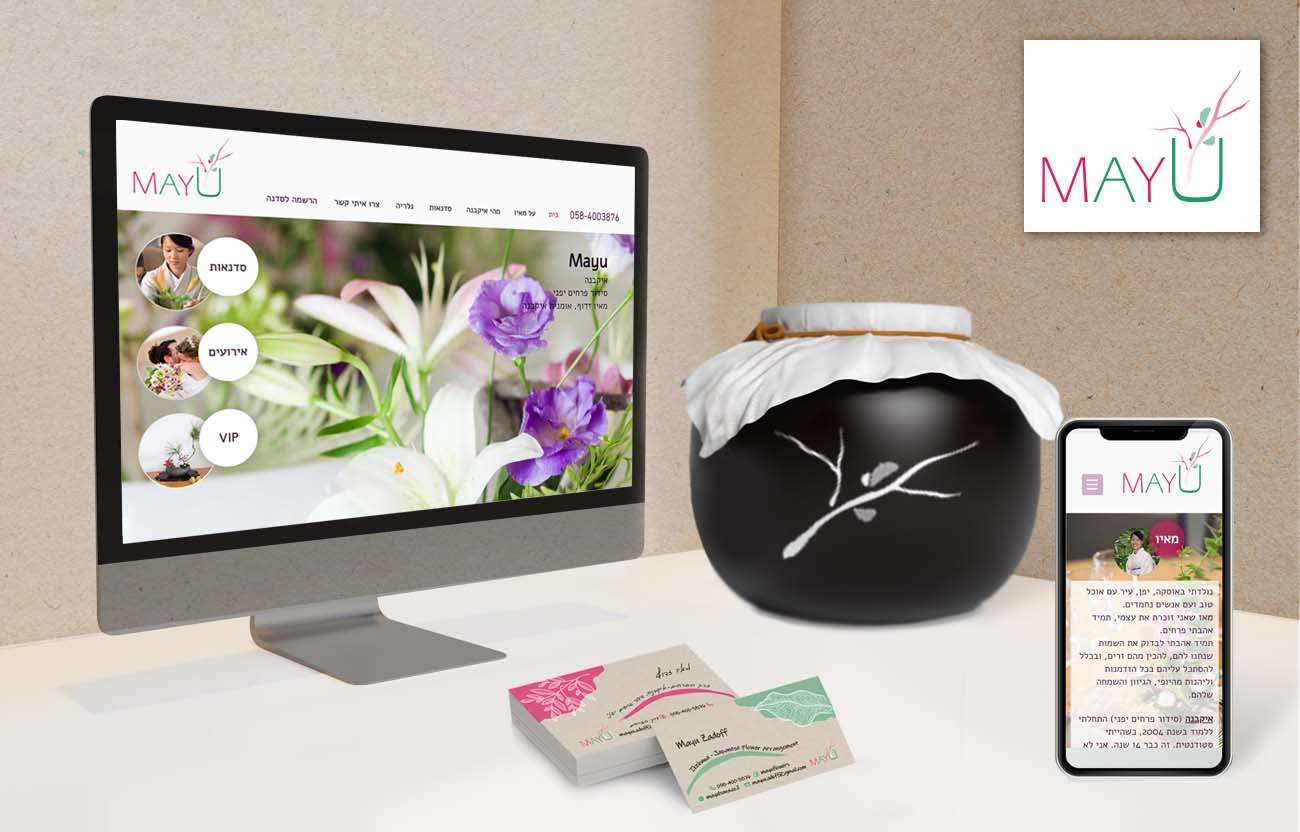 MAYU
MAYU
058-4003876 בית על מאיו מהי איקבנה סדנאות גלריה צרו איתי קשר הרשמה לסדנה
סדנאות
אירועים
VIP
Mayu
איקבנה
סידור פרחים יפני
מאיו זדוף, אומנית איקבנה
MAYU
מאיו
נולדתי באוסקה, יפן, עיר עם אוכל
טוב ועם אנשים נחמדים.
מאז שאני זוכרת את עצמי, תמיד
אהבתי פרחים.
תמיד אהבתי לבדוק את השמות
שנתנו להם, להבין מהם זרים, ובכלל
להסתכל עליהם בכל הזדמנות
וליהנות מהיופי, הגיוון והשמחה
שלהם.
איקבנה (סידור פרחים יפני) התחלתי
ללמוד בשנת 2004, כשהייתי
סטודנטית. זה כבר 14 שנה. אני לא
מאיו זדוף
MAYU
Mayu Zadoff
Ikebana - Japanese Flower Arrangement
mayuflowers
MAYU